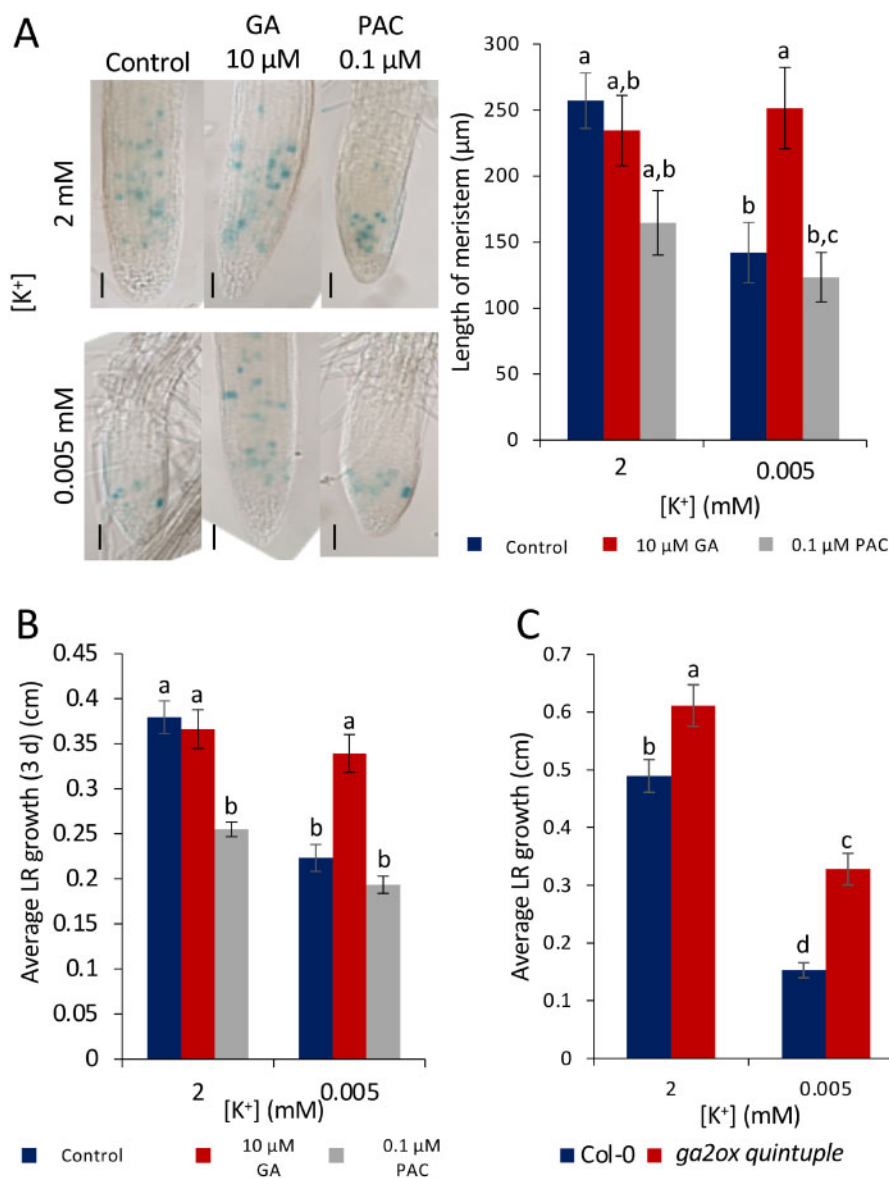 A
Control
GA
10 µM
PAC
0.1 µM
[K+]
2 mM
0.005 mM
Length of meristem (µm)
300
250
200
150
100
50
0
a
a,b
a,b
b
a
b,c
2
0.005
[K+] (mM)
Control
10 µM GA
0.1 µM PAC
B
Average LR growth (3 d) (cm)
0.45
0.4
0.35
0.3
0.25
0.2
0.15
0.1
0.05
0
a
a
b
b
a
b
2
0.005
[K+] (mM)
Control
10 µM
GA
0.1 µM
PAC
C
Average LR growth (cm)
0.7
0.6
0.5
0.4
0.3
0.2
0.1
0
b
a
d
c
2
0.005
[K+] (mM)
Col-0
ga2ox quintuple